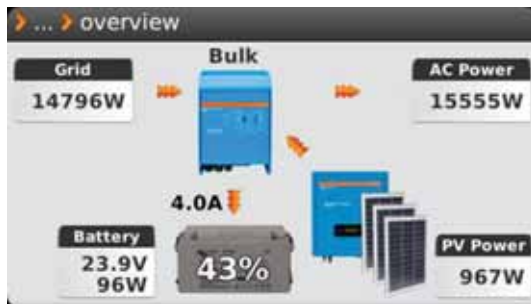 ... overview
Bulk
Grid
14796W
AC Power
15555W
4.0A
Battery
23.9V
96W
43%
PV Power
967W